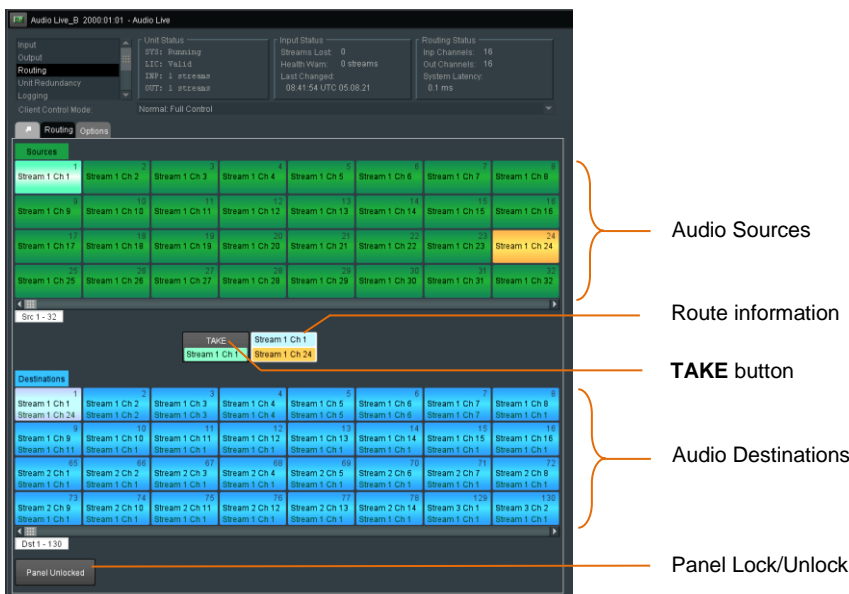 Audio Live_B 2000:01:01 - Audio Live
Input
Output
Routing
Unit Redundancy
Logging
Unit Status
SYS: Running
LIC: Valid
INP: 1 streams
OUT: 1 streams
Input Status
Streams Lost: 0
Health Warn: 0 streams
Last Changed:
08:41:54 UTC 05.08.21
Routing Status
Inp Channels: 16
Out Channels: 16
System Latency:
0.1 ms
Client Control Mode: Normal: Full Control
Routing Options
Sources
1 2 3 4 5 6 7 8
Stream 1 Ch 1 Stream 1 Ch 2 Stream 1 Ch 3 Stream 1 Ch 4 Stream 1 Ch 5 Stream 1 Ch 6 Stream 1 Ch 7 Stream 1 Ch 8
9 10 11 12 13 14 15 16
Stream 1 Ch 9 Stream 1 Ch 10 Stream 1 Ch 11 Stream 1 Ch 12 Stream 1 Ch 13 Stream 1 Ch 14 Stream 1 Ch 15 Stream 1 Ch 16
17 18 19 20 21 22 23 24
Stream 1 Ch 17 Stream 1 Ch 18 Stream 1 Ch 19 Stream 1 Ch 20 Stream 1 Ch 21 Stream 1 Ch 22 Stream 1 Ch 23 Stream 1 Ch 24
25 26 27 28 29 30 31 32
Stream 1 Ch 25 Stream 1 Ch 26 Stream 1 Ch 27 Stream 1 Ch 28 Stream 1 Ch 29 Stream 1 Ch 30 Stream 1 Ch 31 Stream 1 Ch 32
Src 1 - 32
Audio Sources
TAKE Stream 1 Ch 1
Stream 1 Ch 1 Stream 1 Ch 24
Route information
TAKE button
Destinations
1 2 3 4 5 6 7 8
Stream 1 Ch 1 Stream 1 Ch 2 Stream 1 Ch 3 Stream 1 Ch 4 Stream 1 Ch 5 Stream 1 Ch 6 Stream 1 Ch 7 Stream 1 Ch 8
Stream 1 Ch 24 Stream 1 Ch 2 Stream 1 Ch 3 Stream 1 Ch 4 Stream 1 Ch 5 Stream 1 Ch 6 Stream 1 Ch 7 Stream 1 Ch 1
9 10 11 12 13 14 15 16
Stream 1 Ch 9 Stream 1 Ch 10 Stream 1 Ch 11 Stream 1 Ch 12 Stream 1 Ch 13 Stream 1 Ch 14 Stream 1 Ch 15 Stream 1 Ch 16
Stream 1 Ch 11 Stream 1 Ch 1 Stream 1 Ch 1 Stream 1 Ch 1 Stream 1 Ch 1 Stream 1 Ch 1 Stream 1 Ch 1 Stream 1 Ch 1
65 66 67 68 69 70 71 72
Stream 2 Ch 1 Stream 2 Ch 2 Stream 2 Ch 3 Stream 2 Ch 4 Stream 2 Ch 5 Stream 2 Ch 6 Stream 2 Ch 7 Stream 2 Ch 8
Stream 1 Ch 1 Stream 1 Ch 1 Stream 1 Ch 1 Stream 1 Ch 1 Stream 1 Ch 1 Stream 1 Ch 1 Stream 1 Ch 1 Stream 1 Ch 1
73 74 75 76 77 78 129 130
Stream 2 Ch 9 Stream 2 Ch 10 Stream 2 Ch 11 Stream 2 Ch 12 Stream 2 Ch 13 Stream 2 Ch 14 Stream 3 Ch 1 Stream 3 Ch 2
Stream 1 Ch 1 Stream 1 Ch 1 Stream 1 Ch 1 Stream 1 Ch 1 Stream 1 Ch 1 Stream 1 Ch 1 Stream 1 Ch 1 Stream 1 Ch 1
Dst 1 - 130
Audio Destinations
Panel Unlocked
Panel Lock/Unlock